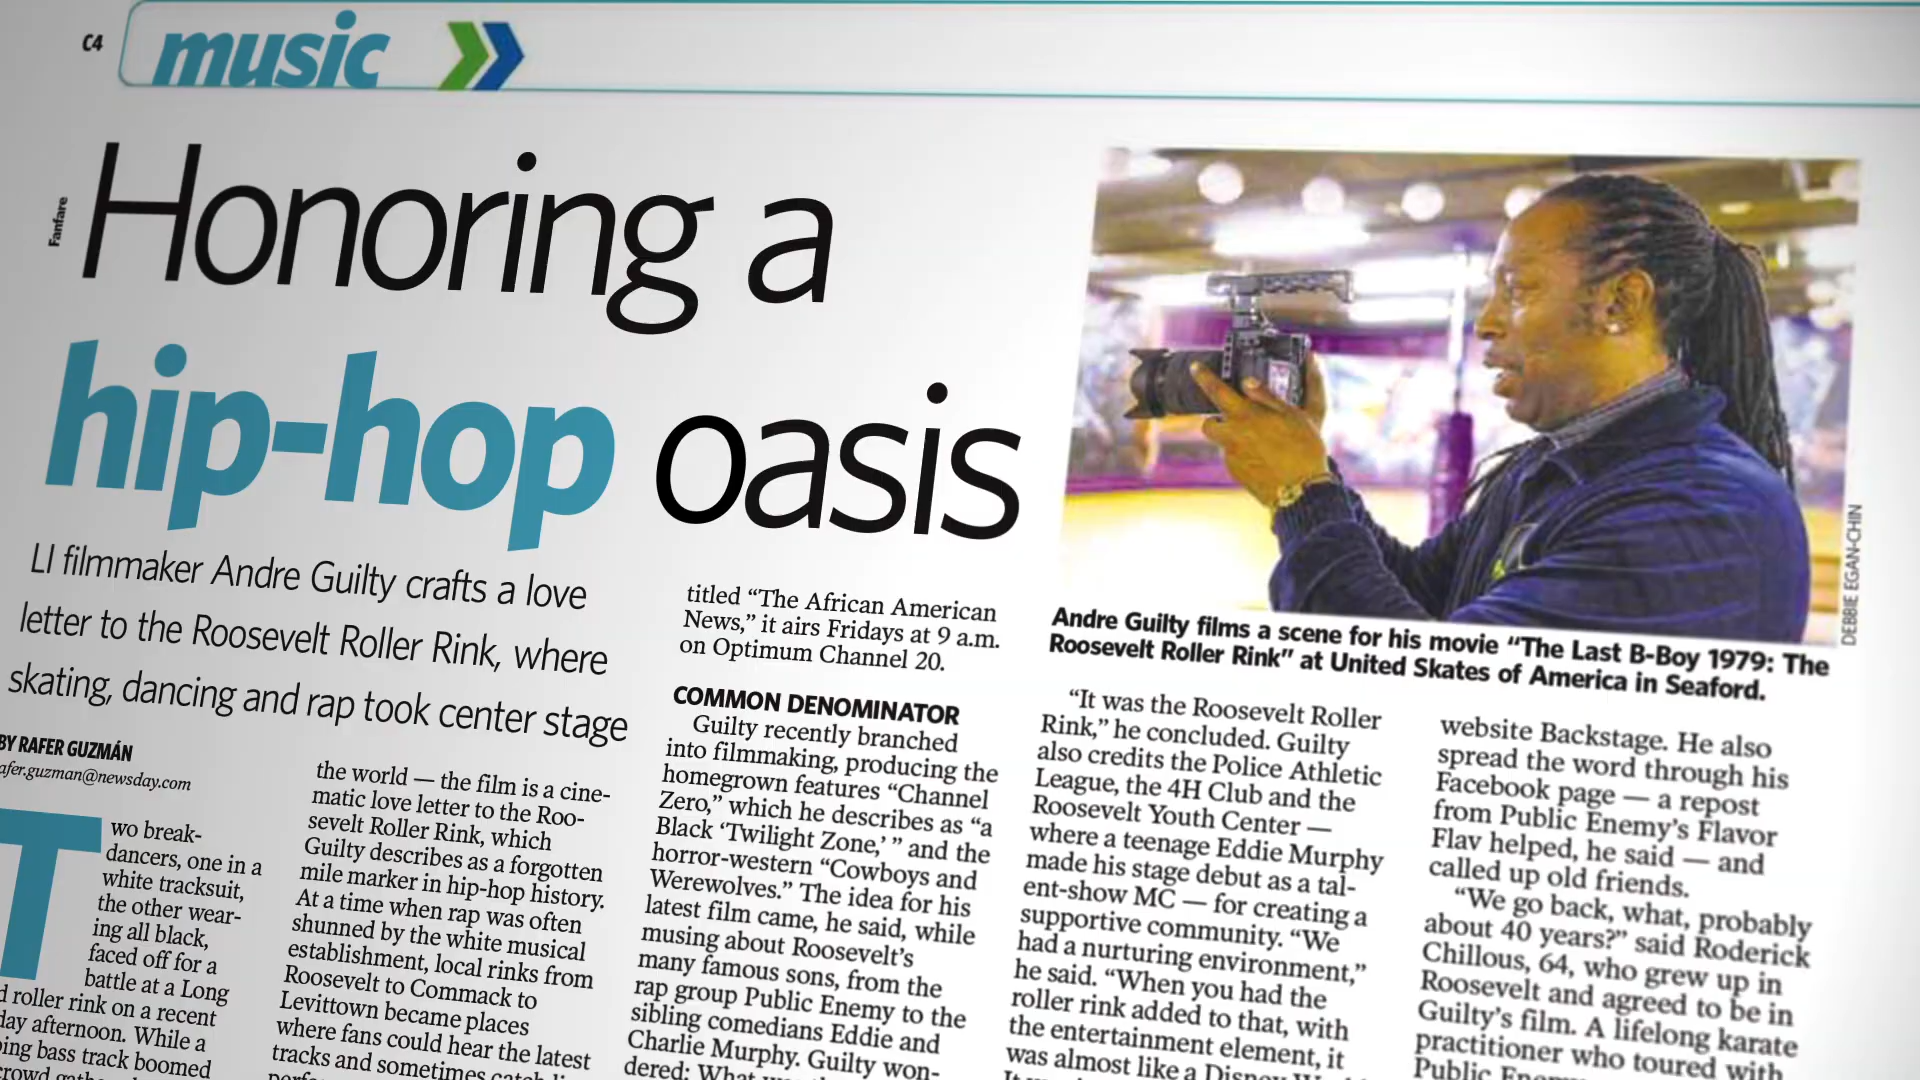 C4
music
Fanfare
Honoring a
hip-hop oasis
LI filmmaker Andre Guilty crafts a love
letter to the Roosevelt Roller Rink, where
skating, dancing and rap took center stage
BY RAFER GUZMÁN
afer.guzman@newsday.com
T
wo break-
dancers, one in a
white tracksuit,
the other wear-
ing all black,
faced off for a
battle at a Long
d roller rink on a recent
day afternoon. While a
bass track boomed
the world — the film is a cine-
matic love letter to the Roo-
sevelt Roller Rink, which
Guilty describes as a forgotten
mile marker in hip-hop history.
At a time when rap was often
shunned by the white musical
establishment, local rinks from
Roosevelt to Commack to
Levittown became places
where fans could hear the latest
tracks and sometimes
titled “The African American
News,” it airs Fridays at 9 a.m.
on Optimum Channel 20.
COMMON DENOMINATOR
Guilty recently branched
into filmmaking, producing the
homegrown features “Channel
Zero,” which he describes as “a
Black ‘Twilight Zone,’ ” and the
horror-western “Cowboys and
Werewolves.” The idea for his
latest film came, he said, while
musing about Roosevelt’s
many famous sons, from the
rap group Public Enemy to the
sibling comedians Eddie and
Charlie Murphy. Guilty won-
dered: What
DEBBIE EGAN-CHIN
Andre Guilty films a scene for his movie “The Last B-Boy 1979: The
Roosevelt Roller Rink” at United Skates of America in Seaford.
“It was the Roosevelt Roller
Rink,” he concluded. Guilty
also credits the Police Athletic
League, the 4H Club and the
Roosevelt Youth Center —
where a teenage Eddie Murphy
made his stage debut as a tal-
ent-show MC — for creating a
supportive community. “We
had a nurturing environment,”
he said. “When you had the
roller rink added to that, with
the entertainment element, it
was almost like a Disney
website Backstage. He also
spread the word through his
Facebook page — a repost
from Public Enemy’s Flavor
Flav helped, he said — and
called up old friends.
“We go back, what, probably
about 40 years?” said Roderick
Chillous, 64, who grew up in
Roosevelt and agreed to be in
Guilty’s film. A lifelong karate
practitioner who toured with
Public